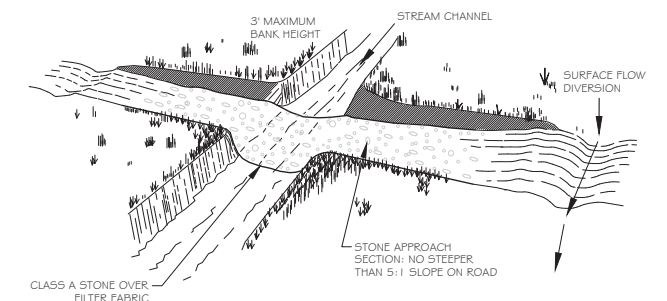 3' MAXIMUM
BANK HEIGHT
STREAM CHANNEL
SURFACE FLOW
DIVERSION
STONE APPROACH
SECTION: NO STEEPER
THAN 5:1 SLOPE ON ROAD
CLASS A STONE OVER
FILTER FABRIC